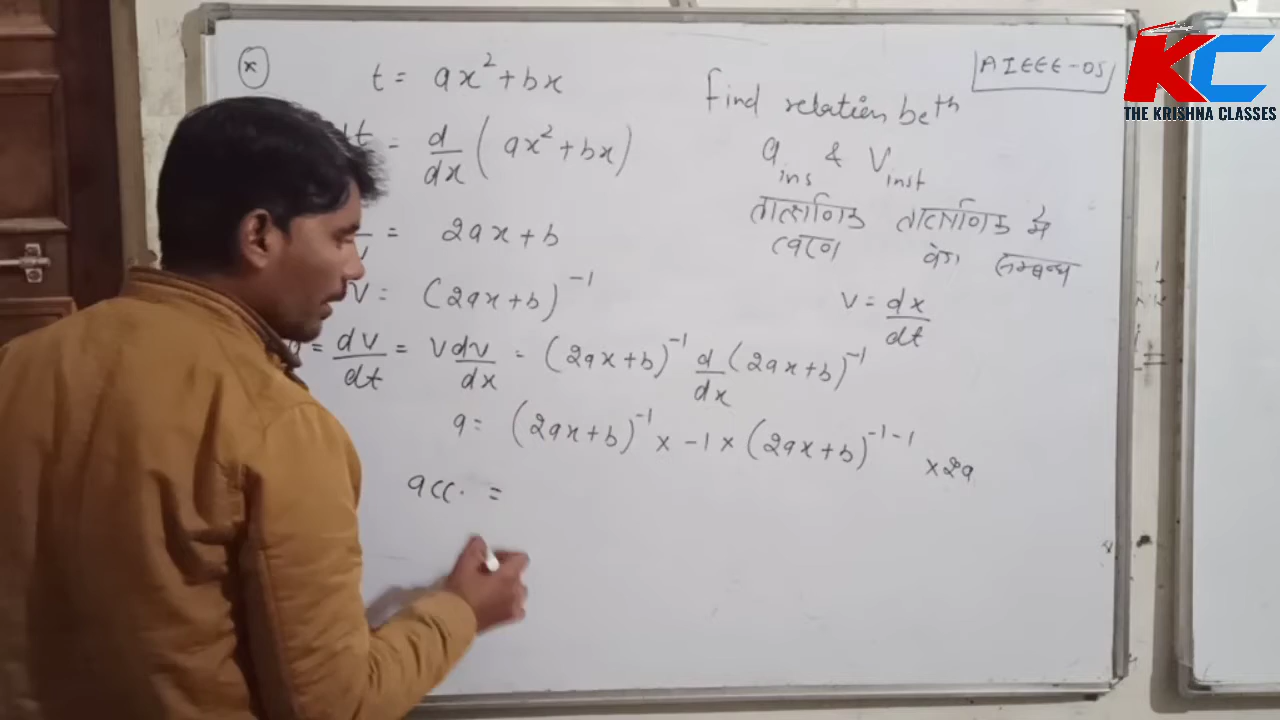 x
t = ax² + bx
dt = d/dx (ax² + bx)
= 2ax + b
V = (2ax + b)⁻¹
= dv/dt = v dv/dx = (2ax + b)⁻¹ d/dx (2ax + b)⁻¹
a = (2ax + b)⁻¹ × -1 × (2ax + b)⁻¹⁻¹ × 2a
acc. =
AIEEE-05
find relation betⁿ
a ins & V inst
तात्क्षणिक तात्क्षणिक में
त्वरण वेग सम्बन्ध
v = dx/dt
KC
THE KRISHNA CLASSES